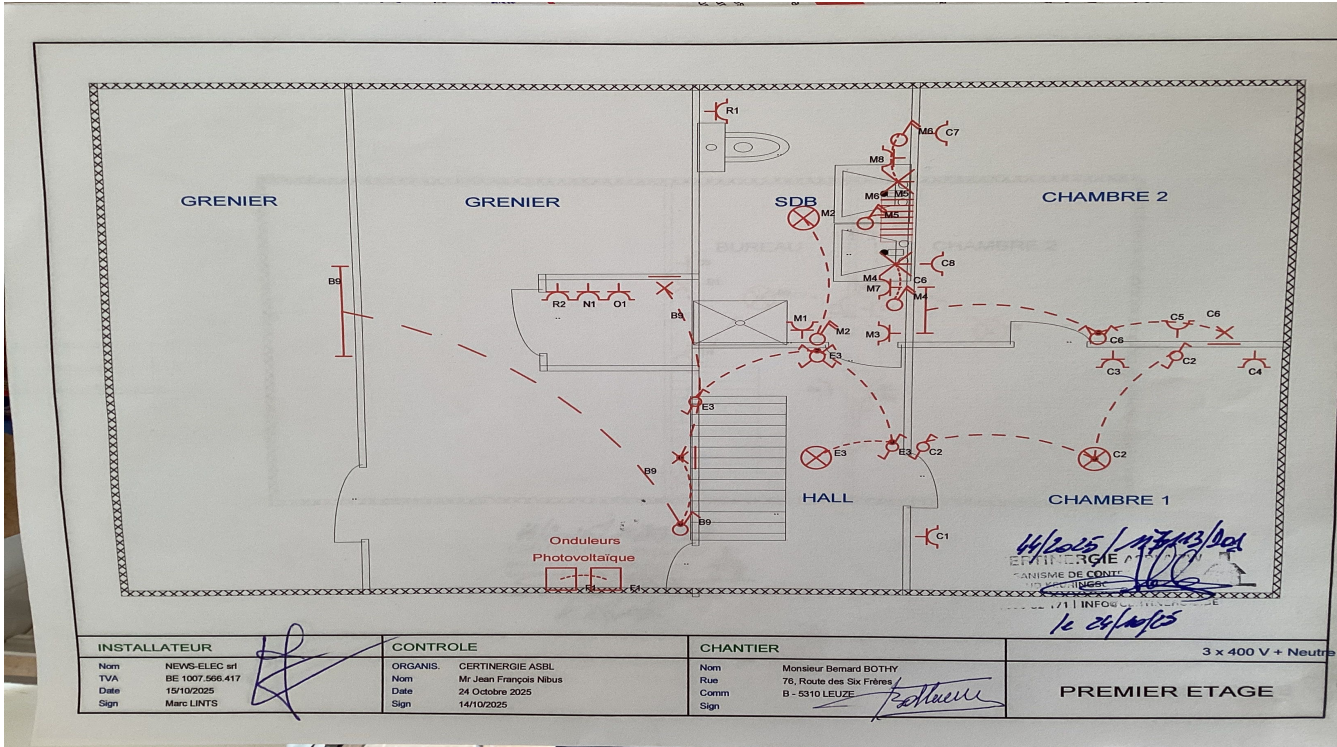 R1
M6 C7
M8
GRENIER
GRENIER
SDB
CHAMBRE 2
M6 M5
M2
M5
C8
M4 C6
M7 M4
B9
R2 N1 O1
B9
M1
M2
M3
C5 C6
C6
E3
C2
C3
C4
E3
E3
E3 C2
C2
B9
B9
HALL
CHAMBRE 1
C1
Onduleurs
Photovoltaïque
E1 E1
le 24/10/25
INSTALLATEUR
Nom NEWS-ELEC srl
TVA BE 1007.566.417
Date 15/10/2025
Sign Marc LINTS
CONTROLE
ORGANIS. CERTINERGIE ASBL
Nom Mr Jean François Nibus
Date 24 Octobre 2025
Sign 14/10/2025
CHANTIER
Nom Monsieur Bernard BOTHY
Rue 76, Route des Six Frères
Comm B - 5310 LEUZE
Sign
3 x 400 V + Neutre
PREMIER ETAGE